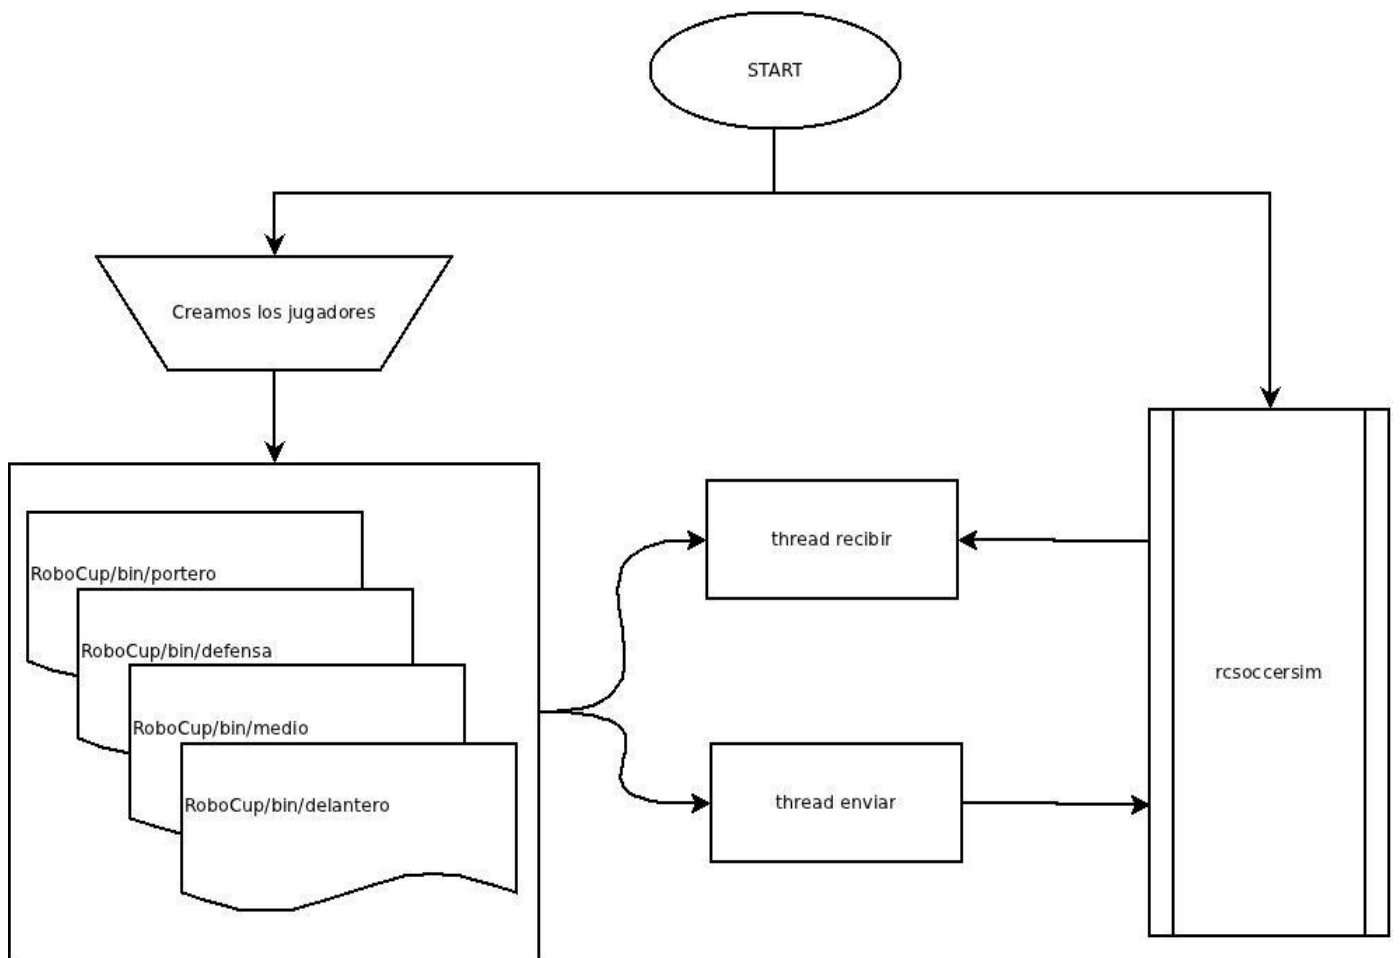 START
Creamos los jugadores
RoboCup/bin/portero
RoboCup/bin/defensa
RoboCup/bin/medio
RoboCup/bin/delantero
thread recibir
thread enviar
rcsoccersim